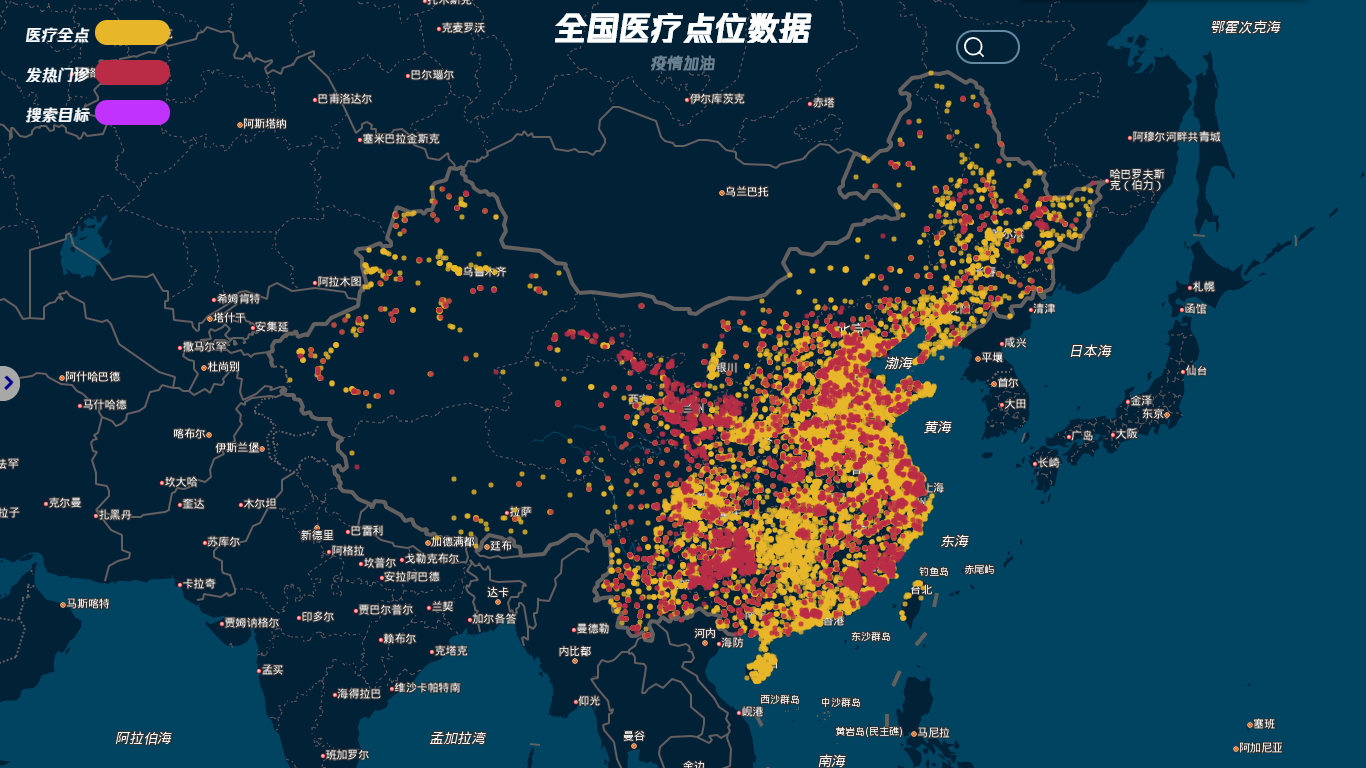 扎米斯克
克麦罗沃
全国医疗点位数据
疫情加油
鄂霍次克海
医疗全点
发热门诊
搜索目标
巴尔瑙尔
巴甫洛达尔
伊尔库茨克
赤塔
阿斯塔纳
塞米巴拉金斯克
阿穆尔河畔共青城
哈巴罗夫斯
克（伯力）
乌兰巴托
乌鲁木齐
阿拉木图
札幌
希姆肯特
函馆
清津
塔什干
安集延
北京
咸兴
日本海
撒马尔罕
平壤
渤海
杜尚别
银川
仙台
阿什哈巴德
首尔
马什哈德
大田
金泽
东京
黄海
喀布尔
广岛
大阪
伊斯兰堡
长崎
法罕
坎大哈
上海
克尔曼
奎达
木尔坦
拉萨
拉子
扎黑丹
新德里
巴雷利
苏库尔
加德满都
廷布
东海
阿格拉
戈勒克布尔
坎普尔
钓鱼岛
赤尾屿
安拉阿巴德
卡拉奇
达卡
台北
马斯喀特
贾巴尔普尔
兰契
印多尔
加尔各答
香港
贾姆讷格尔
曼德勒
河内
东沙群岛
赖布尔
海防
克塔克
内比都
孟买
海得拉巴
维沙卡帕特南
仰光
西沙群岛
中沙群岛
岘港
塞班
黄岩岛(民主礁)
马尼拉
阿拉伯海
孟加拉湾
曼谷
阿加尼亚
班加罗尔
南海
金边